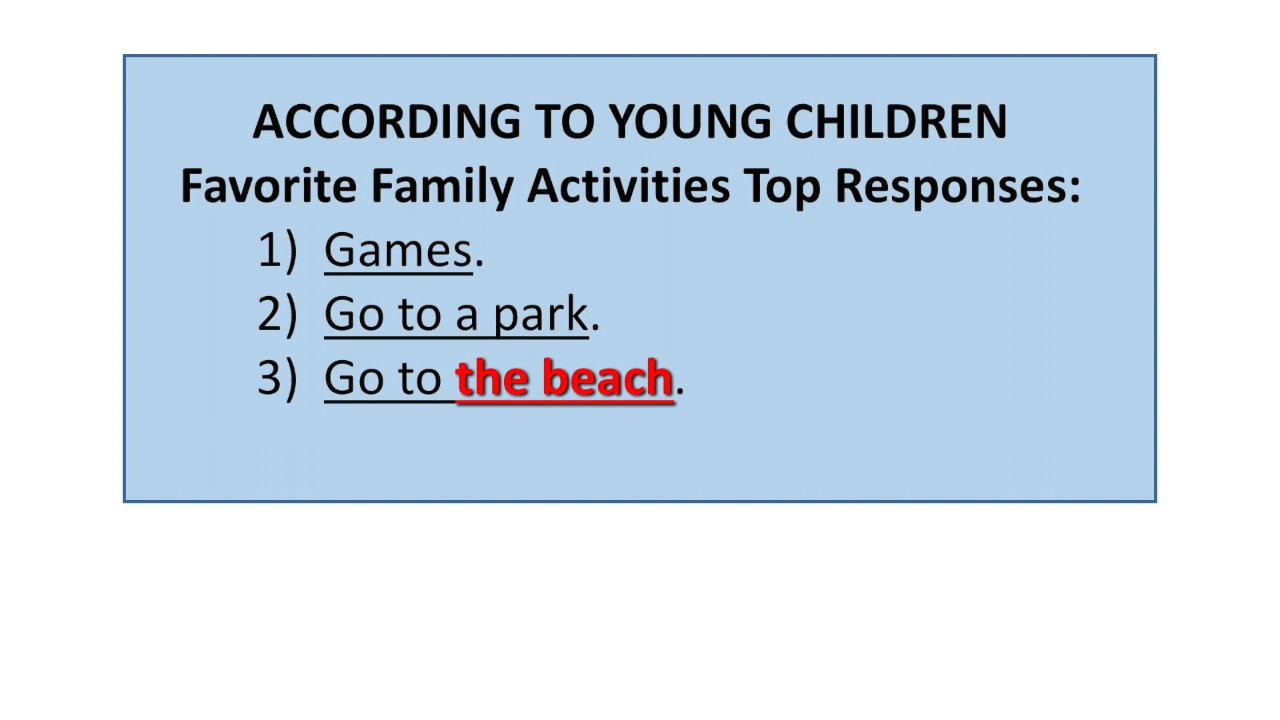 ACCORDING TO YOUNG CHILDREN
Favorite Family Activities Top Responses:
1) Games.
2) Go to a park.
3) Go to the beach.